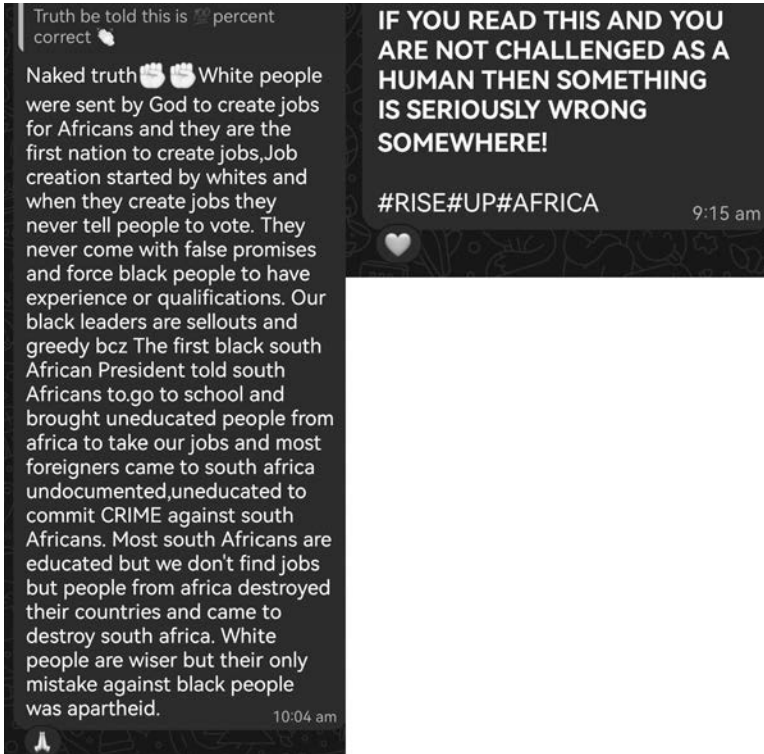 Truth be told this is 💯percent
correct 👏
Naked truth✊✊White people
were sent by God to create jobs
for Africans and they are the
first nation to create jobs,Job
creation started by whites and
when they create jobs they
never tell people to vote. They
never come with false promises
and force black people to have
experience or qualifications. Our
black leaders are sellouts and
greedy bcz The first black south
African President told south
Africans to.go to school and
brought uneducated people from
africa to take our jobs and most
foreigners came to south africa
undocumented,uneducated to
commit CRIME against south
Africans. Most south Africans are
educated but we don't find jobs
but people from africa destroyed
their countries and came to
destroy south africa. White
people are wiser but their only
mistake against black people
was apartheid.
10:04 am
IF YOU READ THIS AND YOU
ARE NOT CHALLENGED AS A
HUMAN THEN SOMETHING
IS SERIOUSLY WRONG
SOMEWHERE!
#RISE#UP#AFRICA
9:15 am